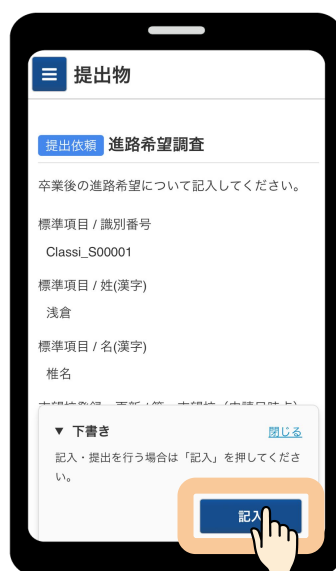 提出物
提出依頼 進路希望調査
卒業後の進路希望について記入してください。
標準項目 / 識別番号
Classi_S00001
標準項目 / 姓(漢字)
浅倉
標準項目 / 名(漢字)
椎名
▼ 下書き 閉じる
記入・提出を行う場合は「記入」を押してくださ
い。
記入